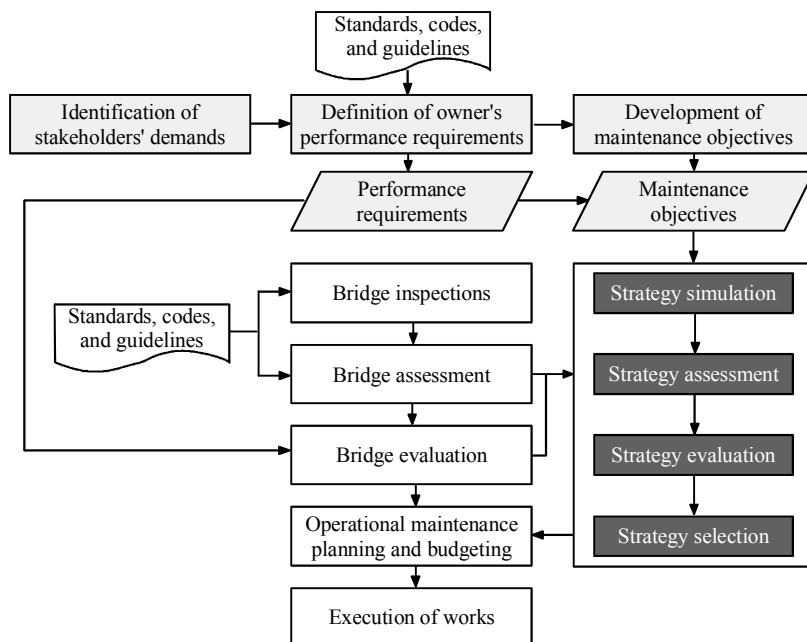 Standards, codes,
and guidelines
Identification of
stakeholders' demands
Definition of owner's
performance requirements
Development of
maintenance objectives
Performance
requirements
Maintenance
objectives
Standards, codes,
and guidelines
Bridge inspections
Bridge assessment
Bridge evaluation
Operational maintenance
planning and budgeting
Execution of works
Strategy simulation
Strategy assessment
Strategy evaluation
Strategy selection